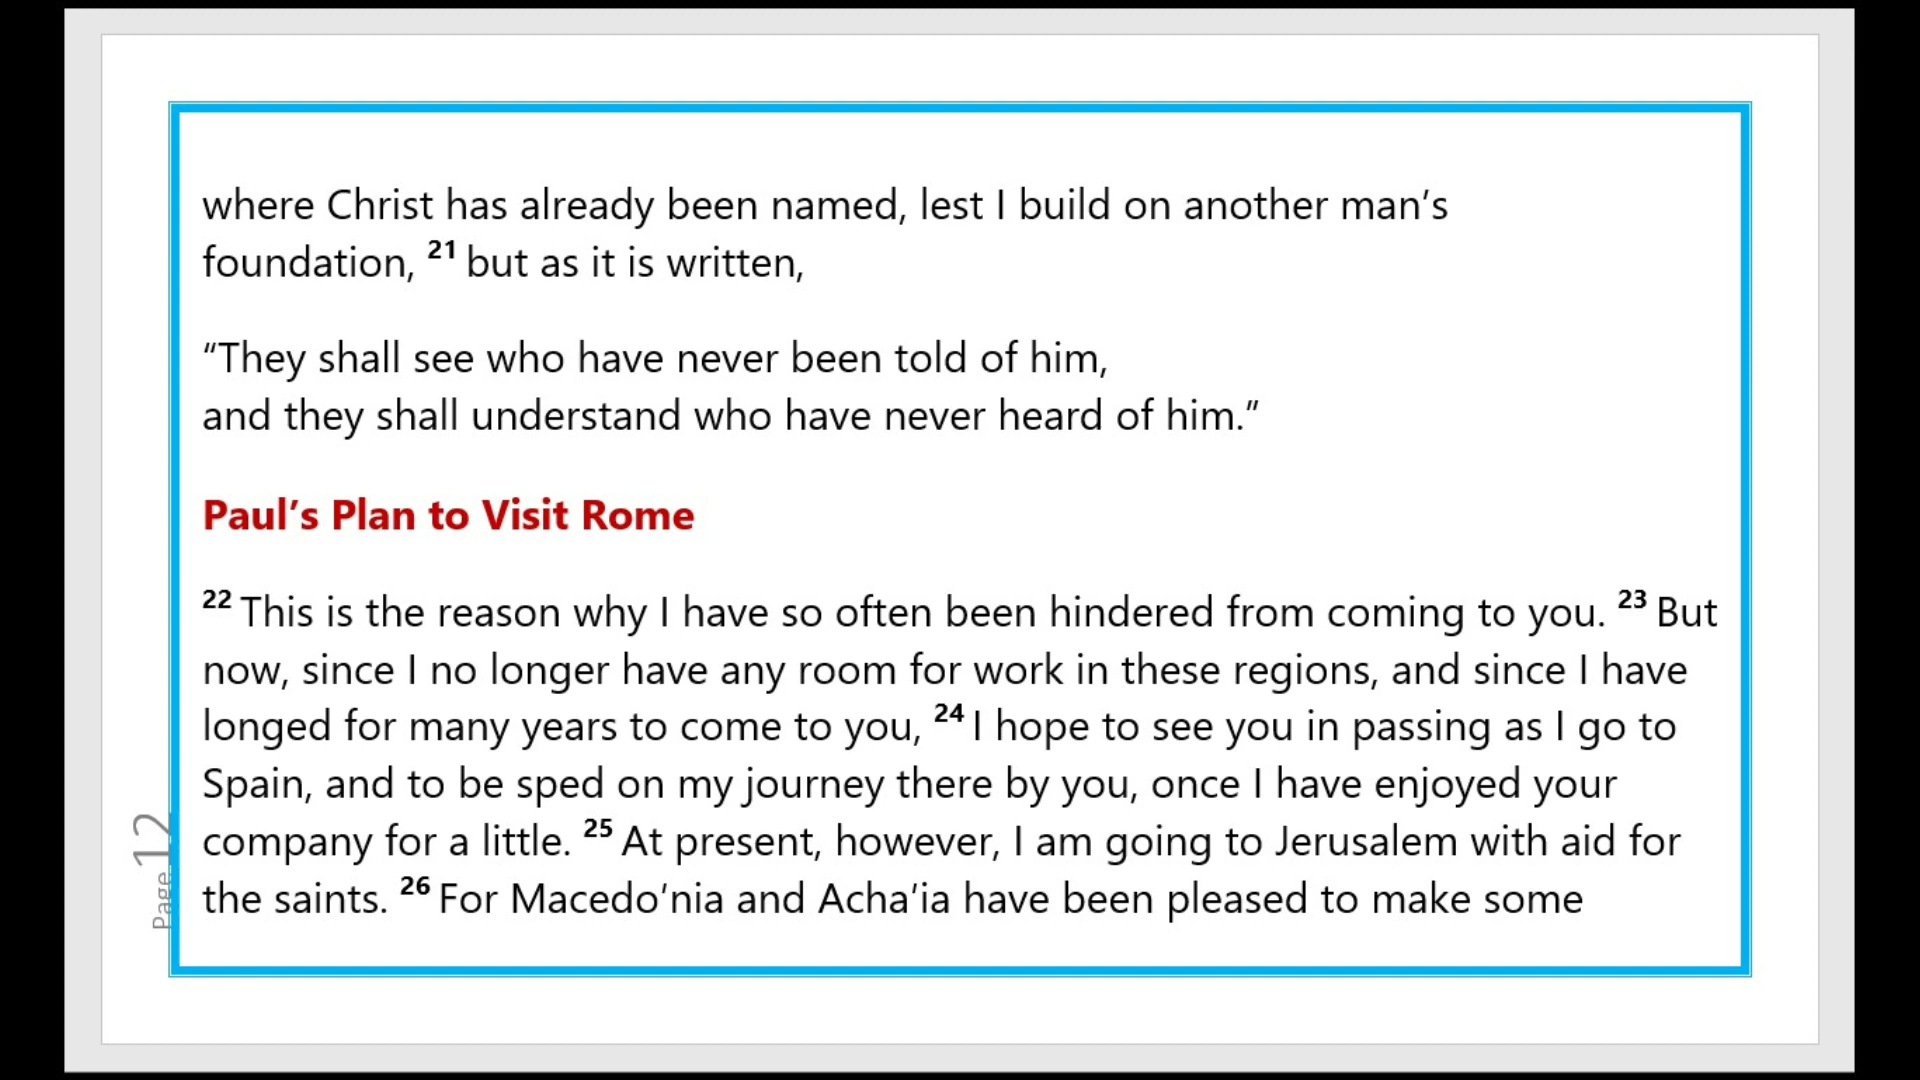 where Christ has already been named, lest I build on another man’s
foundation, 21 but as it is written,
“They shall see who have never been told of him,
and they shall understand who have never heard of him.”
Paul’s Plan to Visit Rome
22 This is the reason why I have so often been hindered from coming to you. 23 But
now, since I no longer have any room for work in these regions, and since I have
longed for many years to come to you, 24 I hope to see you in passing as I go to
Spain, and to be sped on my journey there by you, once I have enjoyed your
company for a little. 25 At present, however, I am going to Jerusalem with aid for
the saints. 26 For Macedo′nia and Acha′ia have been pleased to make some
Page 12